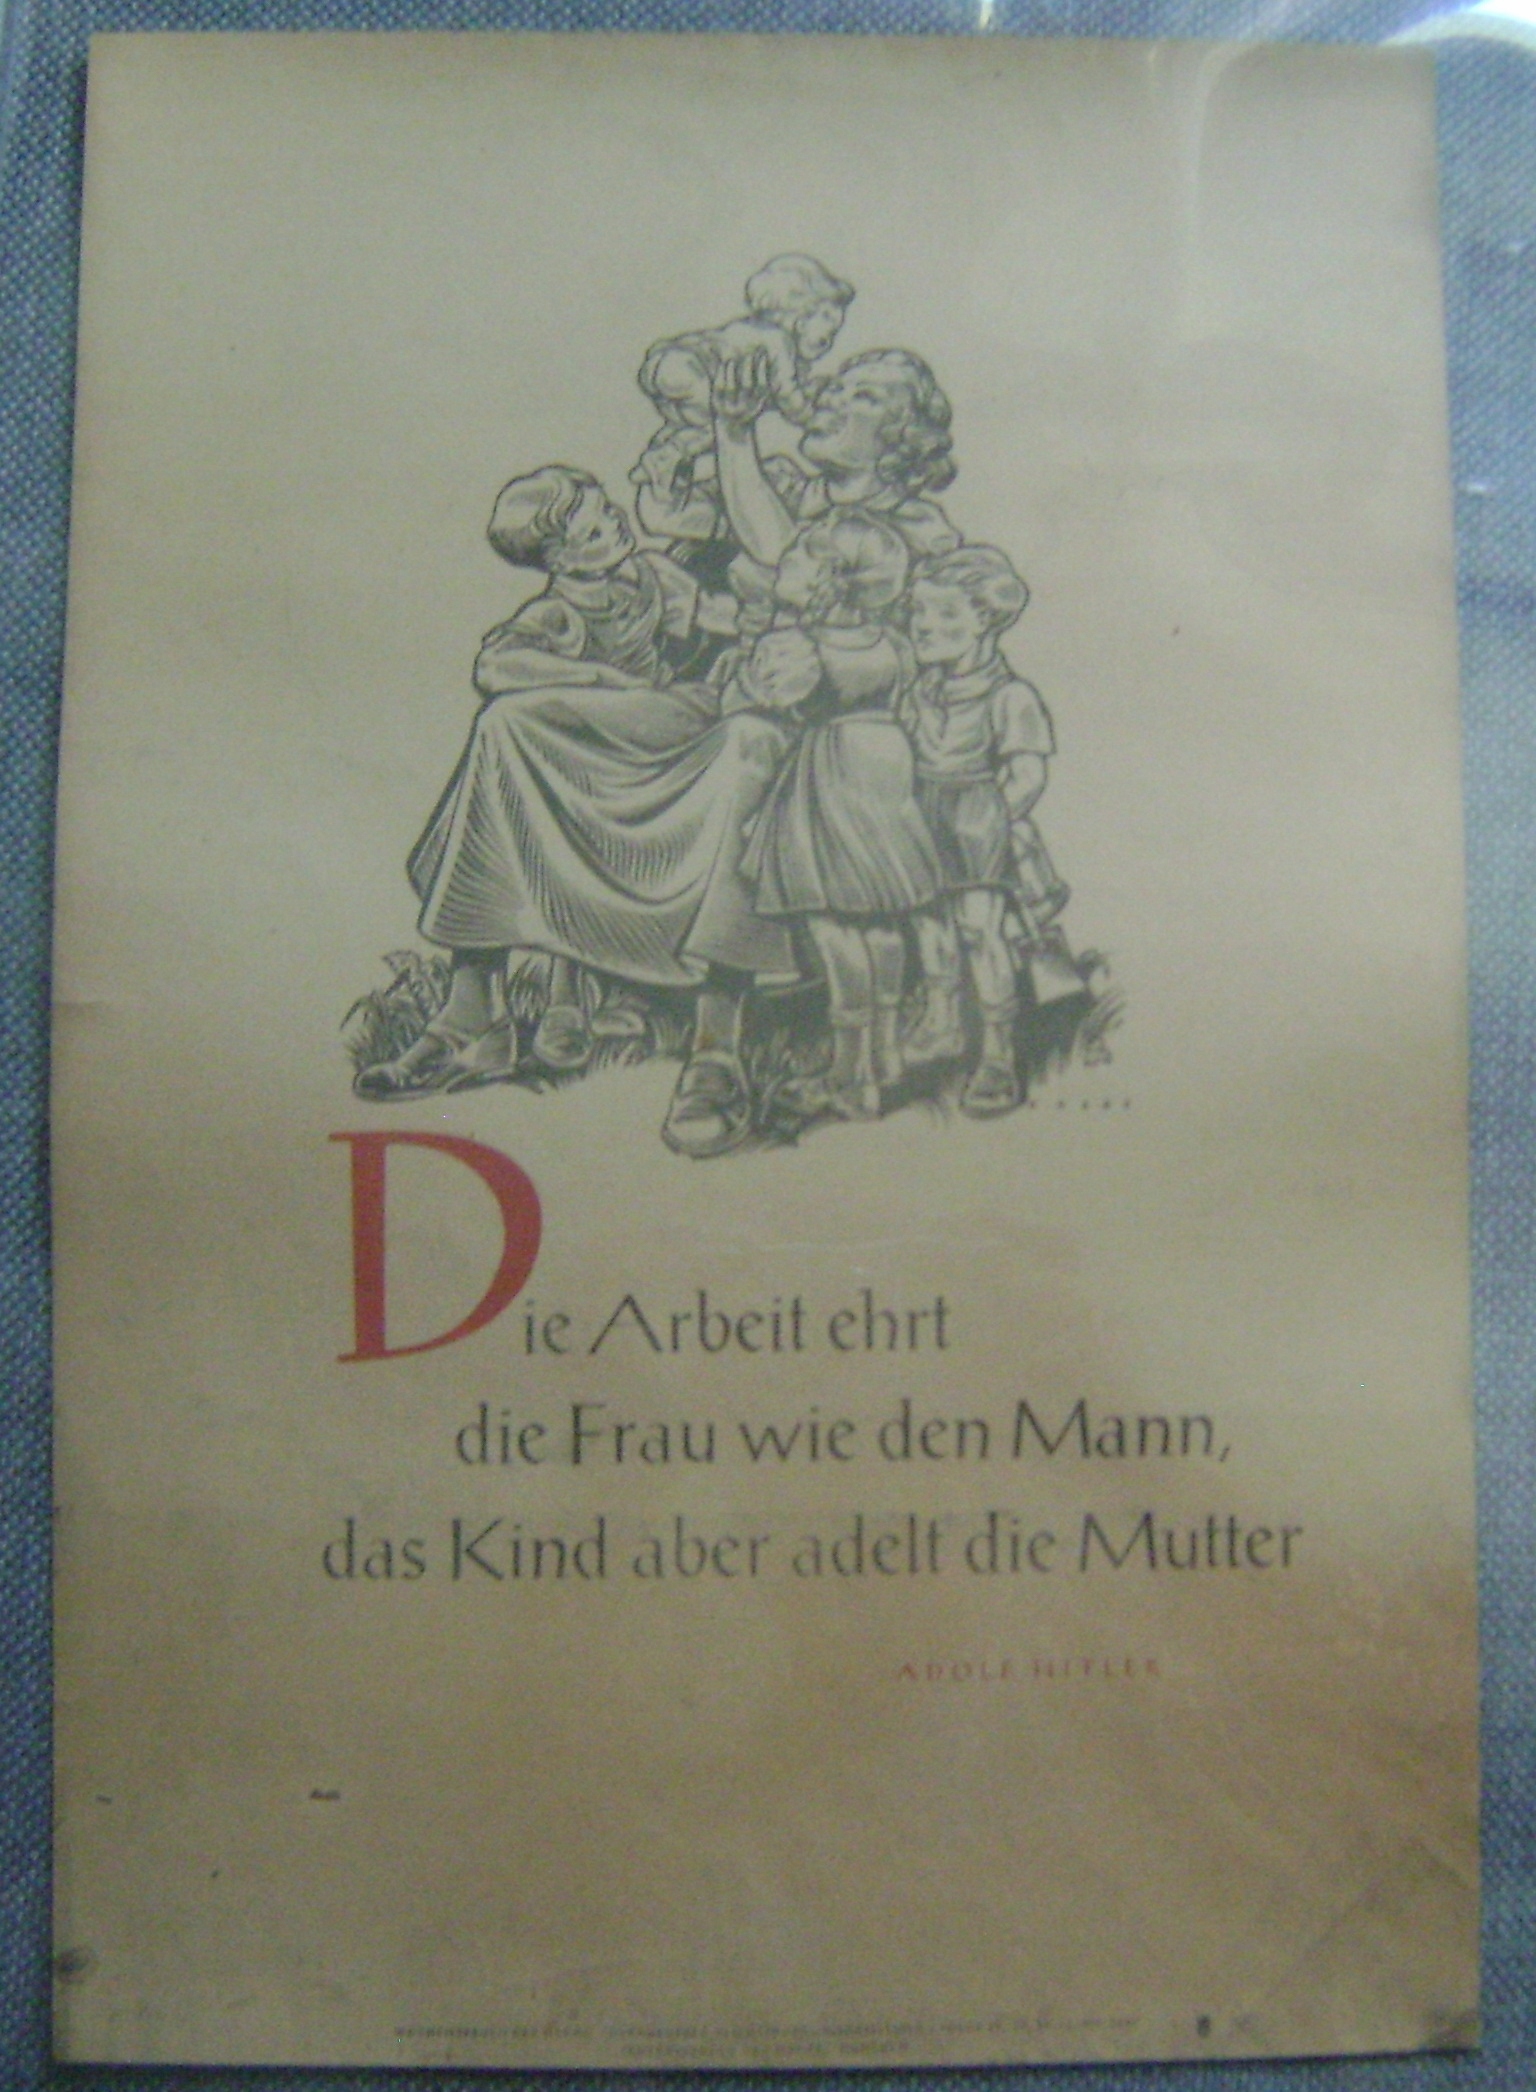 Die Arbeit ehrt
die Frau wie den Mann,
das Kind aber adelt die Mutter
ADOLF HITLER